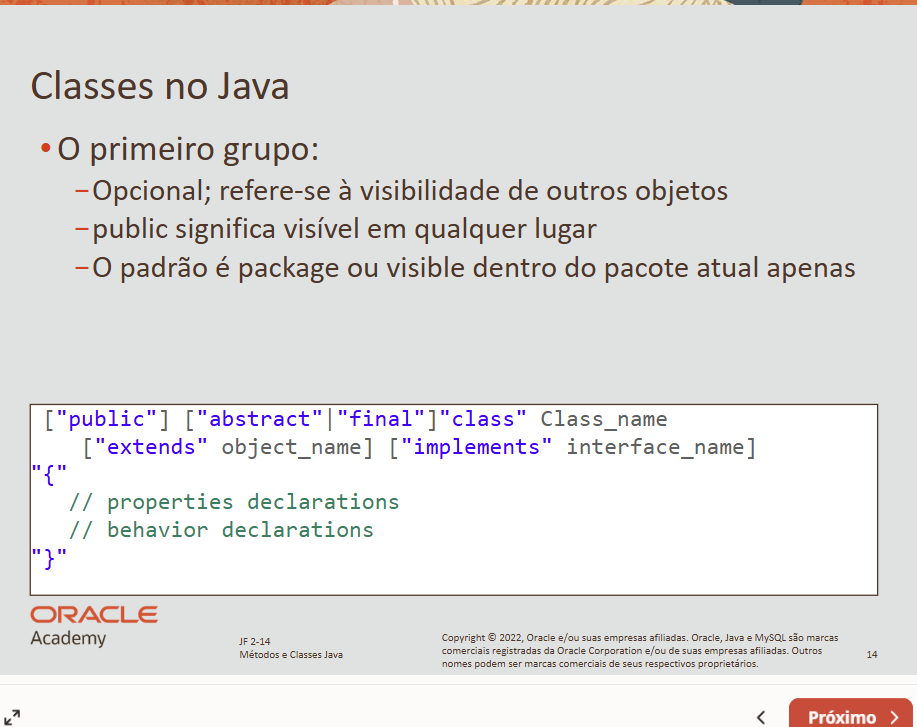 Classes no Java
•O primeiro grupo:
–Opcional; refere-se à visibilidade de outros objetos
–public significa visível em qualquer lugar
–O padrão é package ou visible dentro do pacote atual apenas
["public"] ["abstract"|"final"]"class" Class_name
["extends" object_name] ["implements" interface_name]
"{"
// properties declarations
// behavior declarations
"}"
ORACLE
Academy
JF 2-14
Métodos e Classes Java
Copyright © 2022, Oracle e/ou suas empresas afiliadas. Oracle, Java e MySQL são marcas
comerciais registradas da Oracle Corporation e/ou de suas empresas afiliadas. Outros
nomes podem ser marcas comerciais de seus respectivos proprietários.
14
Próximo